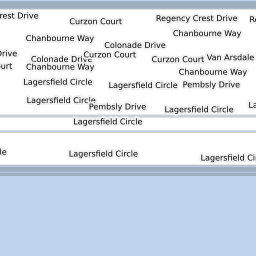 rest Drive
Curzon Court
Regency Crest Drive
Re
Chanbourne Way
Chanbourne Way
Colonade Drive
Drive
Curzon Court
Colonade Drive
Curzon Court
Van Arsdale
ourt
Chanbourne Way
Chanbourne Way
Lagersfield Circle
Lagersfield Circle
Pembsly Drive
Lagersfield Circle
Pembsly Drive
Lagersfield Circle
La
Lagersfield Circle
le
Lagersfield Circle
Lagersfield Ci